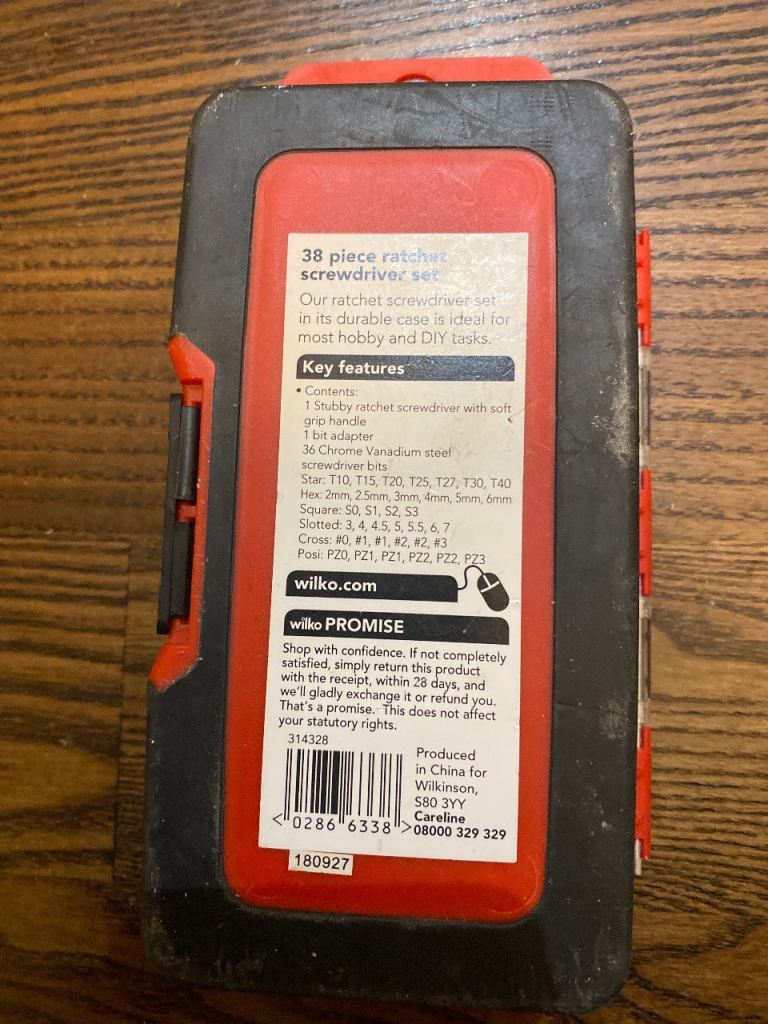 38 piece ratchet
screwdriver set
Our ratchet screwdriver set
in its durable case is ideal for
most hobby and DIY tasks.
Key features
• Contents:
1 Stubby ratchet screwdriver with soft
grip handle
1 bit adapter
36 Chrome Vanadium steel
screwdriver bits
Star: T10, T15, T20, T25, T27, T30, T40
Hex: 2mm, 2.5mm, 3mm, 4mm, 5mm, 6mm
Square: S0, S1, S2, S3
Slotted: 3, 4, 4.5, 5, 5.5, 6, 7
Cross: #0, #1, #1, #2, #2, #3
Posi: PZ0, PZ1, PZ1, PZ2, PZ2, PZ3
wilko.com
wilko PROMISE
Shop with confidence. If not completely
satisfied, simply return this product
with the receipt, within 28 days, and
we'll gladly exchange it or refund you.
That's a promise. This does not affect
your statutory rights.
314328
<0286 6338>
Produced
in China for
Wilkinson,
S80 3YY
Careline
08000 329 329
180927